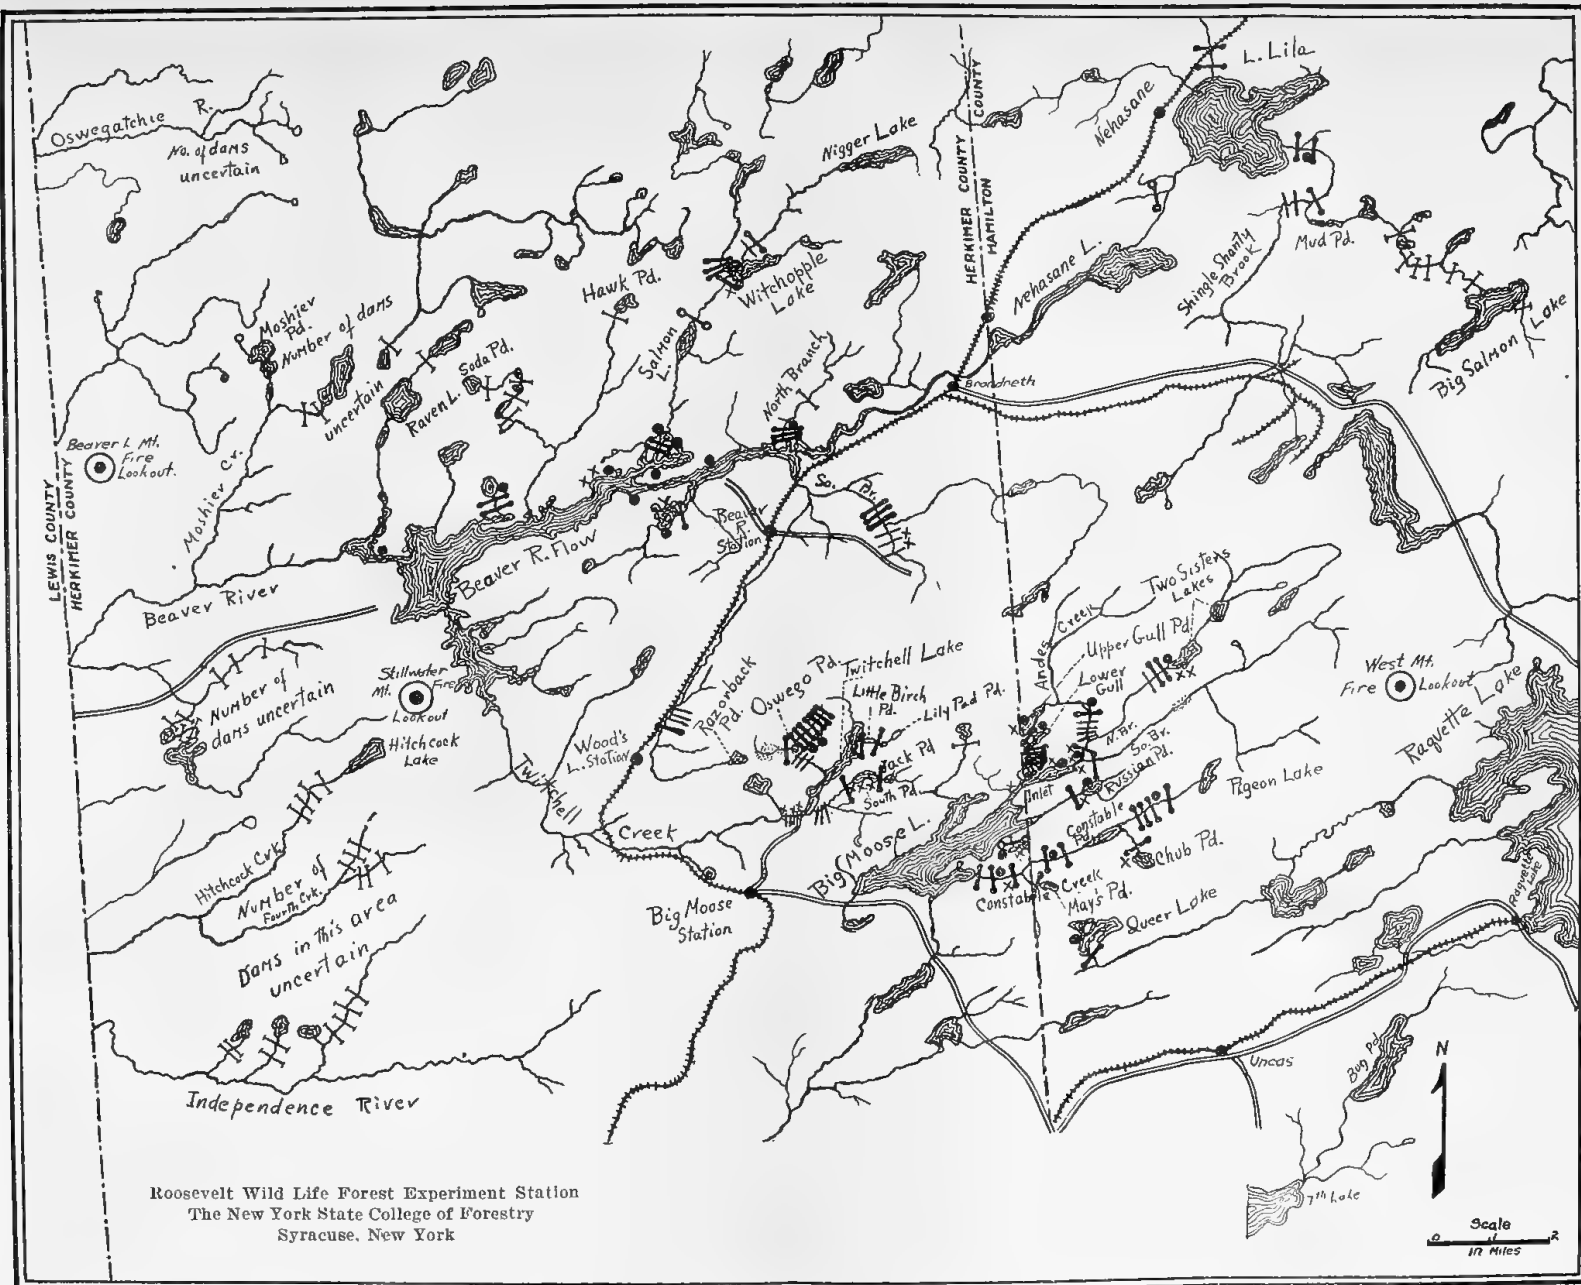 L. Lila
Oswegatchie R.
No. of dams
uncertain
Nigger Lake
Nehasane
HERKIMER COUNTY
HAMILTON COUNTY
Mud Pd.
Shingle Shanty
Brook
Nehasane L.
Hawk Pd.
Witchopple
Lake
Moshier
Pd.
Number of dams
uncertain
Salmon
L.
Soda Pd.
Raven L.
North Branch
Big Salmon Lake
Brandreth
Beaver L. Mt.
Fire
Lookout.
LEWIS COUNTY
HERKIMER COUNTY
Moshier Cr.
So. Br.
Beaver
R.
Station
Beaver R. Flow
Beaver River
Two Sisters
Lakes
Andes Creek
Upper Gull Pd.
Lower
Gull
Stillwater
Mt. Fire
Lookout
Number of
dams uncertain
Razorback
Pd.
Oswego Pd.
Twitchell Lake
Little Birch
Pd.
Lily Pad Pd.
West Mt.
Fire Lookout
Raquette Lake
Hitchcock
Lake
Wood's
L. Station
Jack Pd
South Pd.
N. Br.
So. Br.
Russian Pd.
Inlet
Pigeon Lake
Twitchell
Creek
Big Moose L.
Constable
Pd.
Chub Pd.
Hitchcock Crk.
Number of
Fourth Crk.
Dams in this area
uncertain
Constable Creek
May's Pd.
Queer Lake
Raquette
Lake
Big Moose
Station
Independence River
Uncas
Bug Pd.
N
7th Lake
Roosevelt Wild Life Forest Experiment Station
The New York State College of Forestry
Syracuse, New York
Scale
0 1 2
in Miles